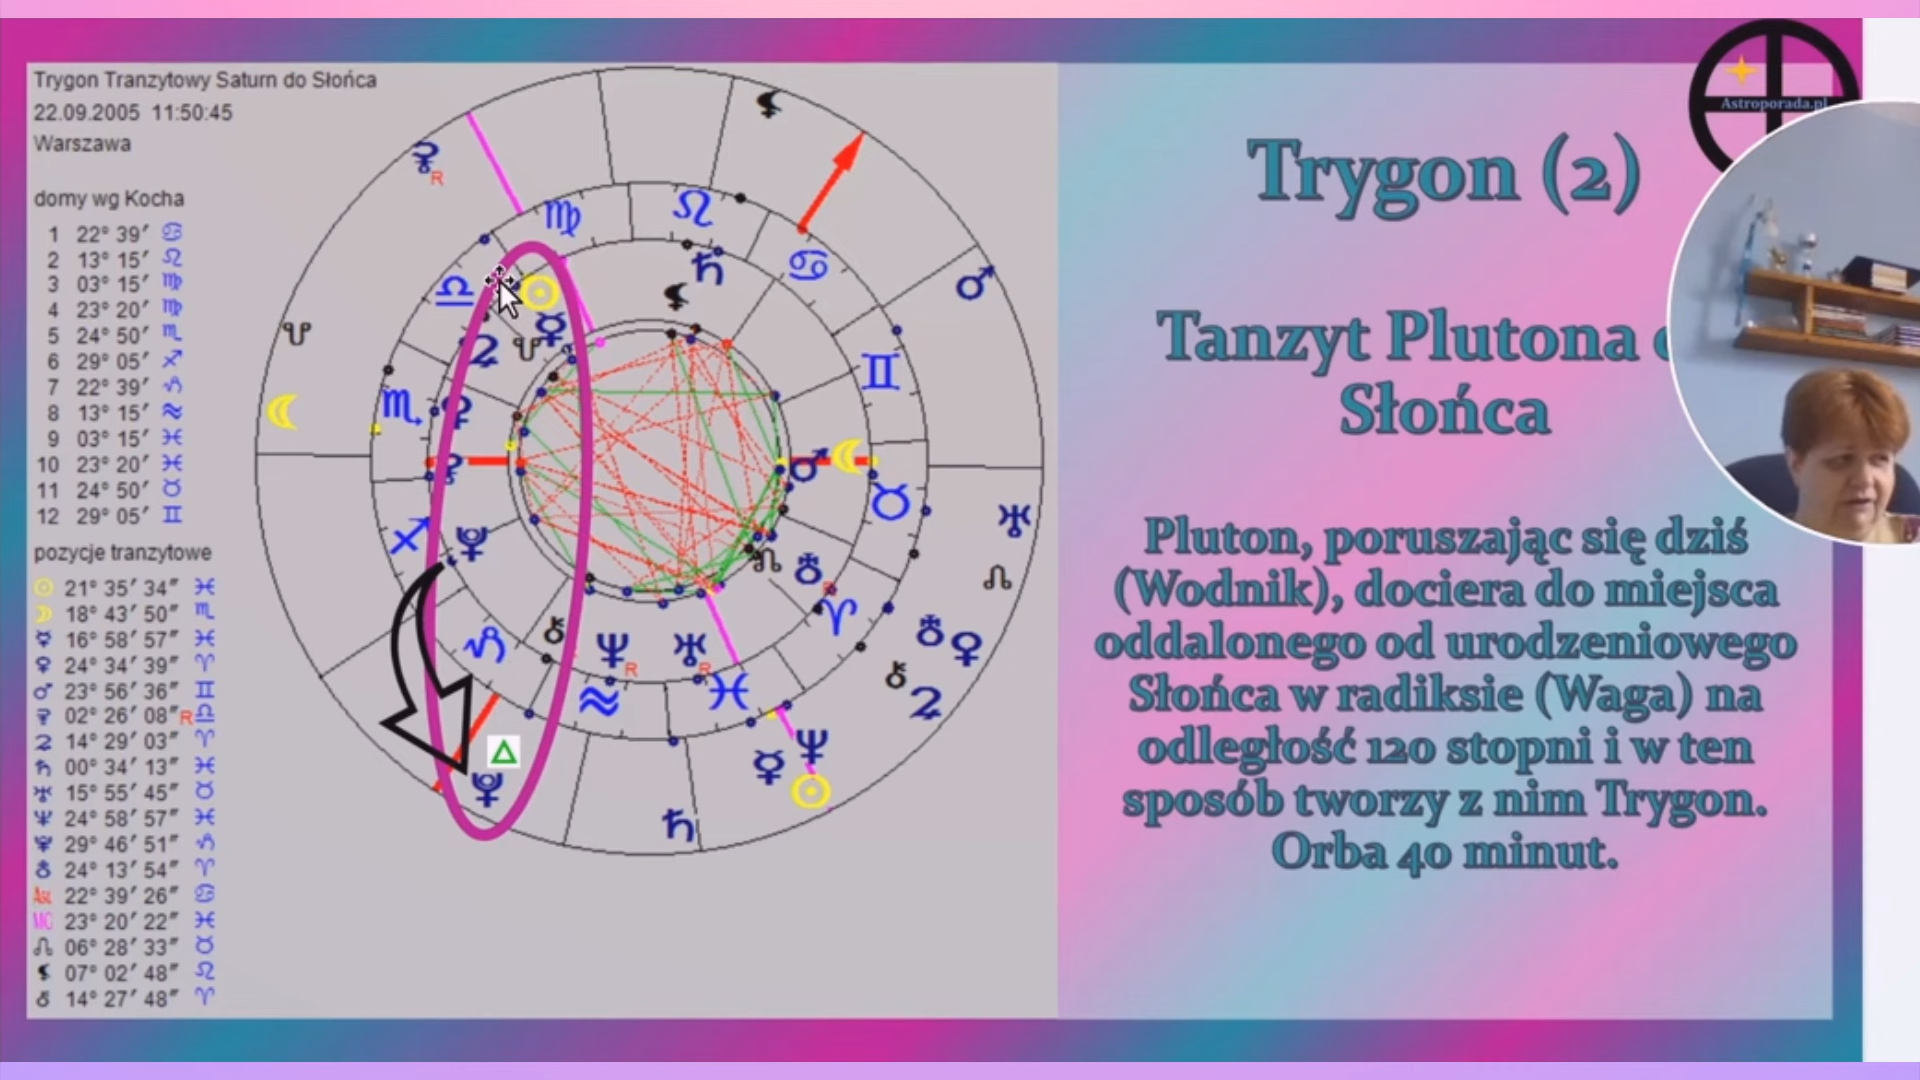 Trygon Tranzytowy Saturn do Słońca
22.09.2005 11:50:45
Warszawa
domy wg Kocha
1 22° 39′ ♋
2 13° 15′ ♌
3 03° 15′ ♍
4 23° 20′ ♍
5 24° 50′ ♏
6 29° 05′ ♐
7 22° 39′ ♑
8 13° 15′ ♒
9 03° 15′ ♓
10 23° 20′ ♓
11 24° 50′ ♉
12 29° 05′ ♊
pozycje tranzytowe
☉ 21° 35′ 34″ ♓
☽ 18° 43′ 50″ ♏
☿ 16° 58′ 57″ ♓
♀ 24° 34′ 39″ ♈
♂ 23° 56′ 36″ ♊
⚳ 02° 26′ 08″ R ♎
♃ 14° 29′ 03″ ♈
♄ 00° 34′ 13″ ♓
♅ 15° 55′ 45″ ♉
♆ 24° 58′ 57″ ♓
♇ 29° 46′ 51″ ♑
♁ 24° 13′ 54″ ♈
Asc 22° 39′ 26″ ♋
MC 23° 20′ 22″ ♓
☊ 06° 28′ 33″ ♉
⚸ 07° 02′ 48″ ♌
⚷ 14° 27′ 48″ ♈
R
R
R
Astroporada.pl
Trygon (2)
Tanzyt Plutona
Słońca
Pluton, poruszając się dziś
(Wodnik), dociera do miejsca
oddalonego od urodzeniowego
Słońca w radiksie (Waga) na
odległość 120 stopni i w ten
sposób tworzy z nim Trygon.
Orba 40 minut.